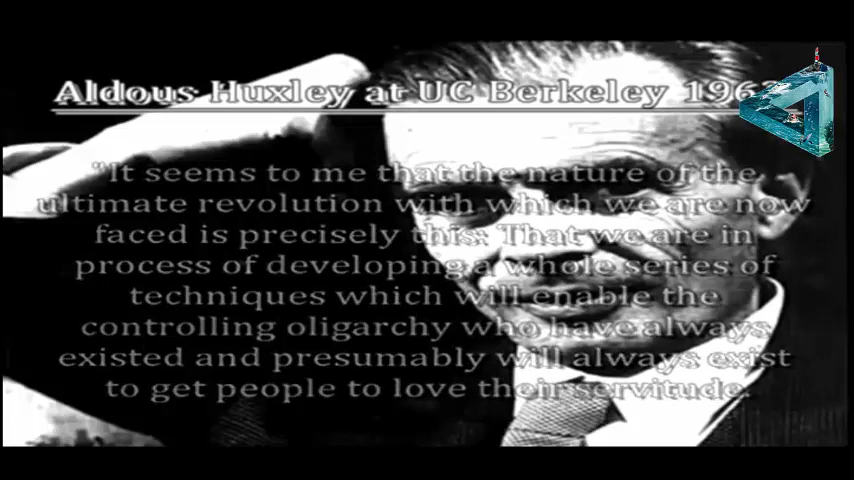 Aldous Huxley at UC Berkeley 196
"It seems to me that the nature of the
ultimate revolution with which we are now
faced is precisely this: That we are in
process of developing a whole series of
techniques which will enable the
controlling oligarchy who have always
existed and presumably will always exist
to get people to love their servitude.